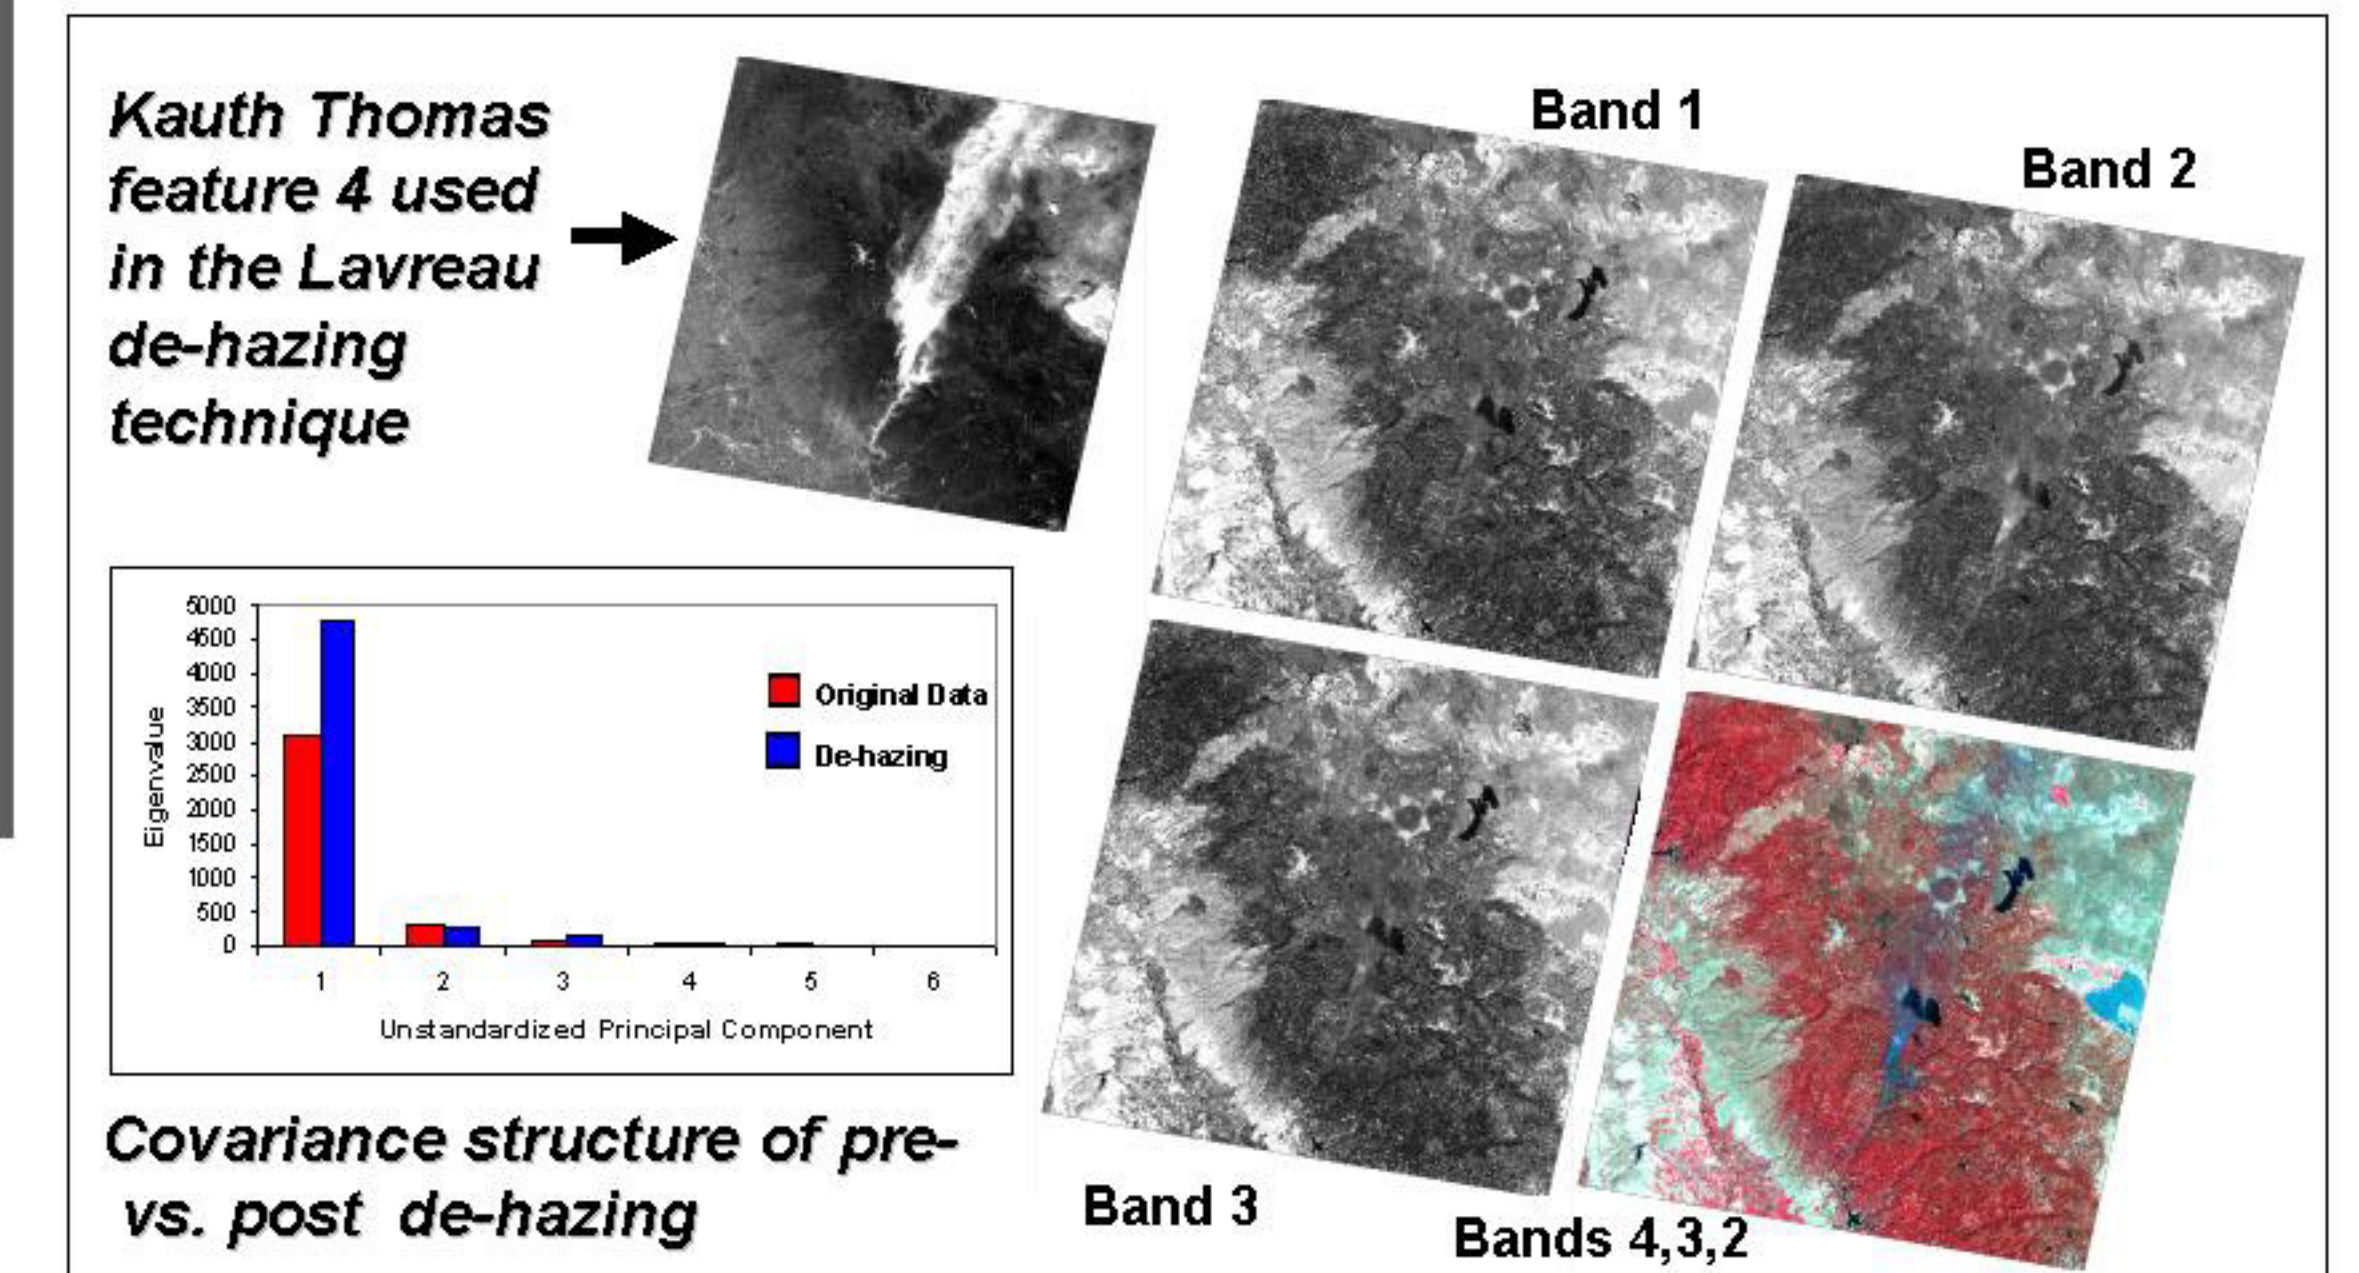 Kauth Thomas
feature 4 used
in the Lavreau
de-hazing
technique
Band 1
Band 2
5000
4500
4000
3500
3000
2500
2000
1500
1000
500
0
Eigenvalue
Original Data
De-hazing
1 2 3 4 5 6
Unstandardized Principal Component
Covariance structure of pre-
vs. post de-hazing
Band 3
Bands 4,3,2